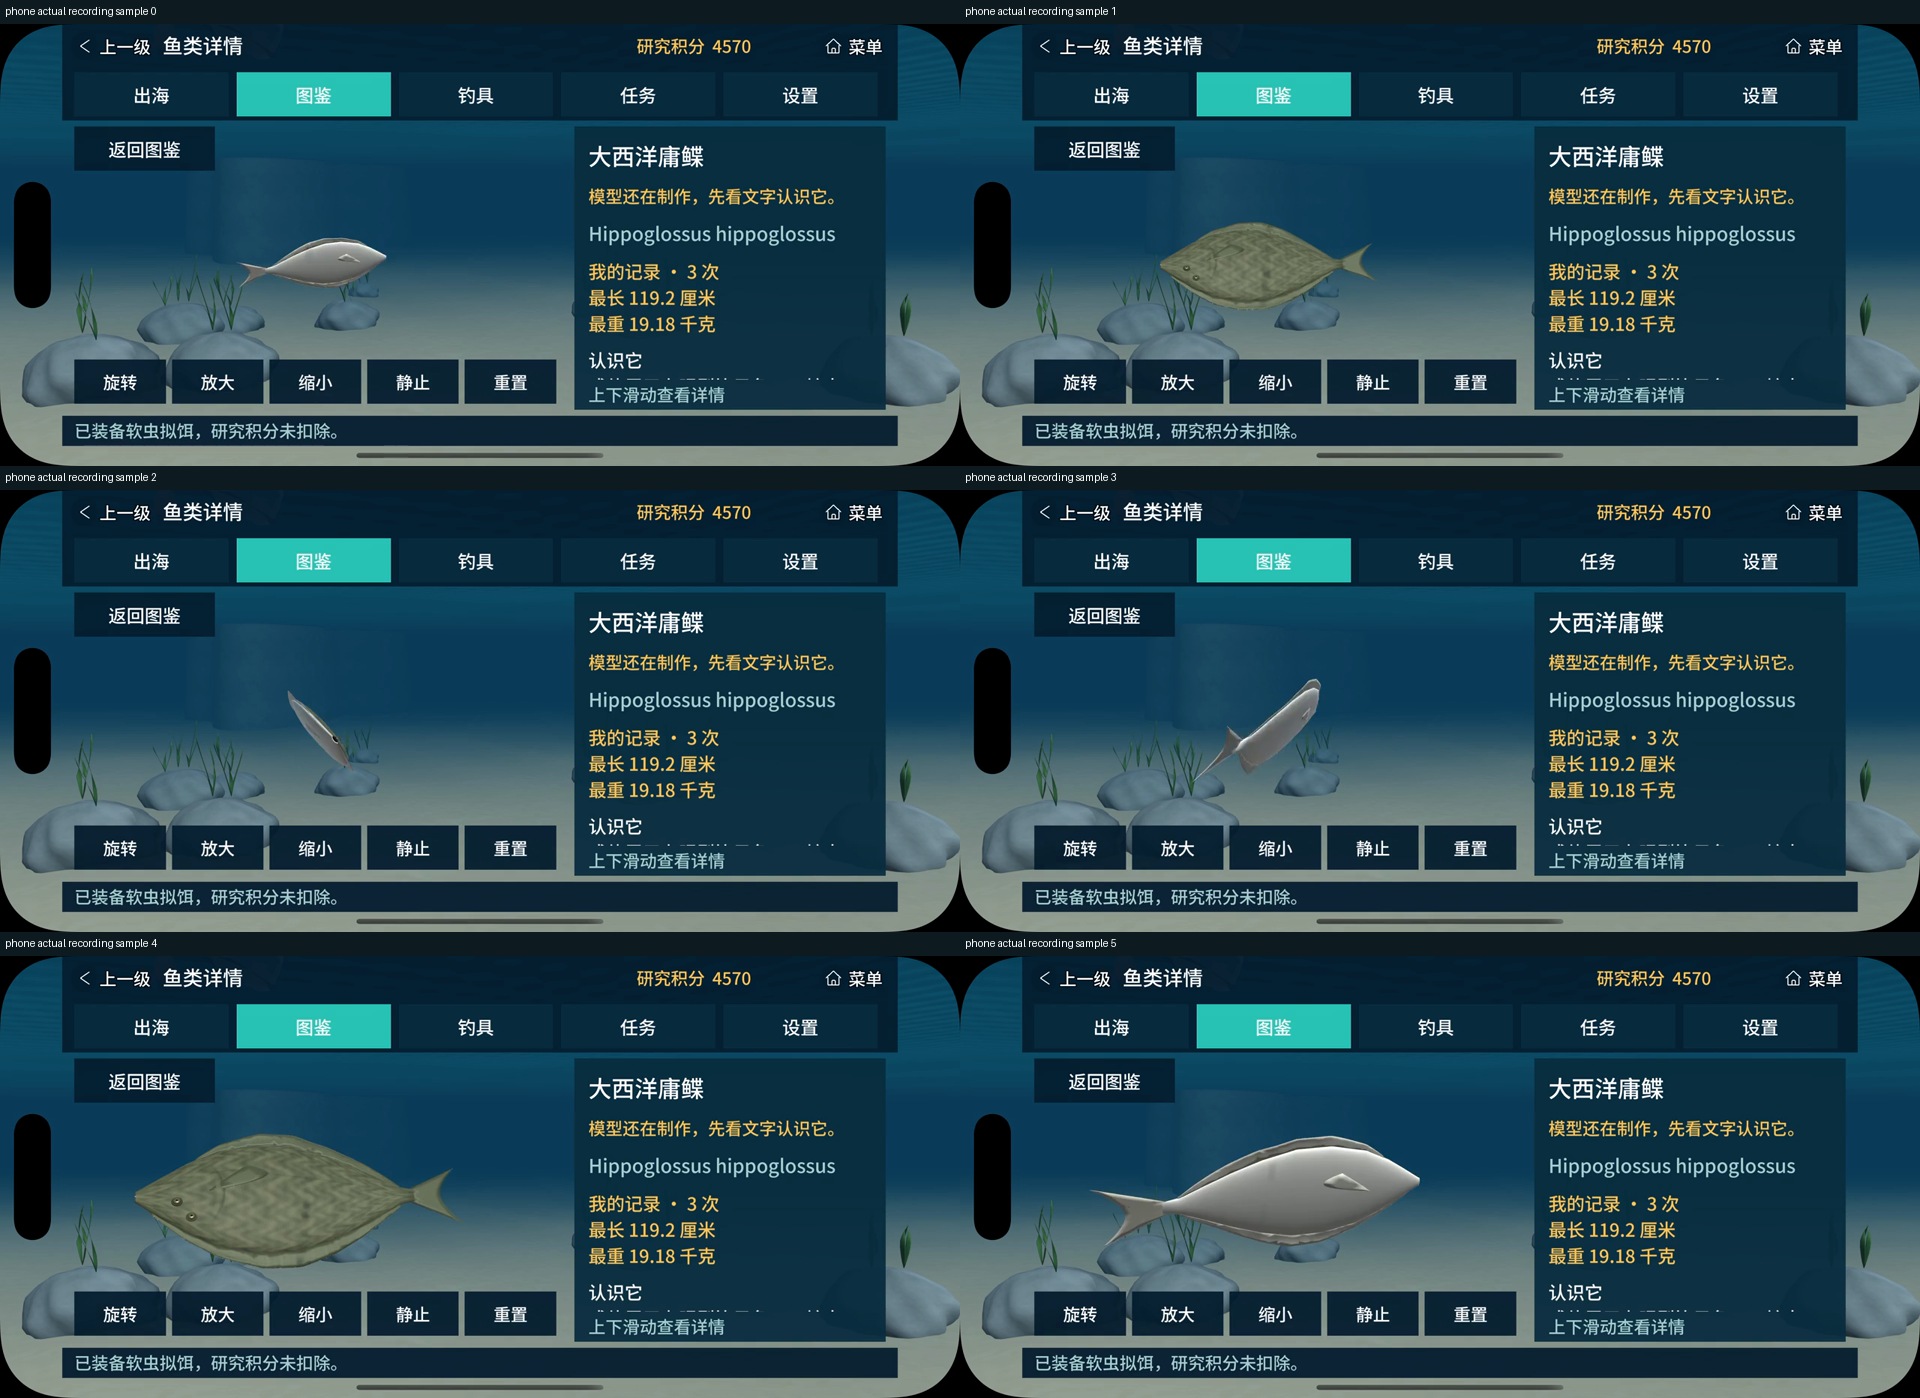 phone actual recording sample 0
上一级 鱼类详情 研究积分 4570 菜单
出海 图鉴 钓具 任务 设置
返回图鉴
大西洋庸鲽
模型还在制作，先看文字认识它。
Hippoglossus hippoglossus
我的记录 · 3 次
最长 119.2 厘米
最重 19.18 千克
认识它
上下滑动查看详情
旋转 放大 缩小 静止 重置
已装备软虫拟饵，研究积分未扣除。
phone actual recording sample 1
上一级 鱼类详情 研究积分 4570 菜单
出海 图鉴 钓具 任务 设置
返回图鉴
大西洋庸鲽
模型还在制作，先看文字认识它。
Hippoglossus hippoglossus
我的记录 · 3 次
最长 119.2 厘米
最重 19.18 千克
认识它
上下滑动查看详情
旋转 放大 缩小 静止 重置
已装备软虫拟饵，研究积分未扣除。
phone actual recording sample 2
上一级 鱼类详情 研究积分 4570 菜单
出海 图鉴 钓具 任务 设置
返回图鉴
大西洋庸鲽
模型还在制作，先看文字认识它。
Hippoglossus hippoglossus
我的记录 · 3 次
最长 119.2 厘米
最重 19.18 千克
认识它
上下滑动查看详情
旋转 放大 缩小 静止 重置
已装备软虫拟饵，研究积分未扣除。
phone actual recording sample 3
上一级 鱼类详情 研究积分 4570 菜单
出海 图鉴 钓具 任务 设置
返回图鉴
大西洋庸鲽
模型还在制作，先看文字认识它。
Hippoglossus hippoglossus
我的记录 · 3 次
最长 119.2 厘米
最重 19.18 千克
认识它
上下滑动查看详情
旋转 放大 缩小 静止 重置
已装备软虫拟饵，研究积分未扣除。
phone actual recording sample 4
上一级 鱼类详情 研究积分 4570 菜单
出海 图鉴 钓具 任务 设置
返回图鉴
大西洋庸鲽
模型还在制作，先看文字认识它。
Hippoglossus hippoglossus
我的记录 · 3 次
最长 119.2 厘米
最重 19.18 千克
认识它
上下滑动查看详情
旋转 放大 缩小 静止 重置
已装备软虫拟饵，研究积分未扣除。
phone actual recording sample 5
上一级 鱼类详情 研究积分 4570 菜单
出海 图鉴 钓具 任务 设置
返回图鉴
大西洋庸鲽
模型还在制作，先看文字认识它。
Hippoglossus hippoglossus
我的记录 · 3 次
最长 119.2 厘米
最重 19.18 千克
认识它
上下滑动查看详情
旋转 放大 缩小 静止 重置
已装备软虫拟饵，研究积分未扣除。